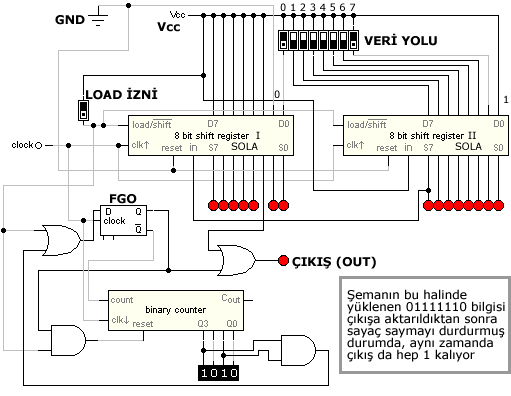 GND
Vcc
Vcc
0 1 2 3 4 5 6 7
VERİ YOLU
LOAD İZNİ
0
1
load/shift D7 D0
8 bit shift register I
clk↑ reset in S7 SOLA S0
load/shift D7 D0
8 bit shift register II
clk↑ reset in S7 SOLA S0
clock
FGO
D Q
clock
Q
ÇIKIŞ (OUT)
count Cout
binary counter
clk↓ reset Q3 Q0
1010
Şemanın bu halinde
yüklenen 01111110 bilgisi
çıkışa aktarıldıktan sonra
sayaç saymayı durdurmuş
durumda, aynı zamanda
çıkış da hep 1 kalıyor